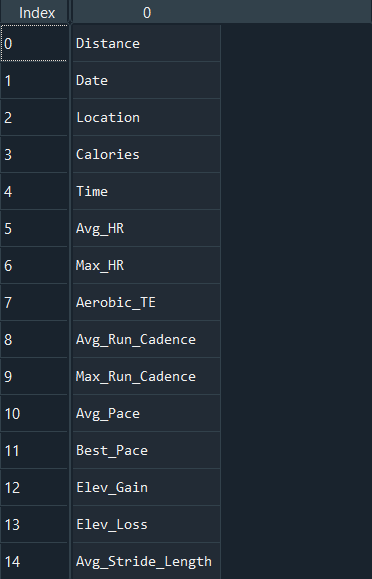 Index 0
0 Distance
1 Date
2 Location
3 Calories
4 Time
5 Avg_HR
6 Max_HR
7 Aerobic_TE
8 Avg_Run_Cadence
9 Max_Run_Cadence
10 Avg_Pace
11 Best_Pace
12 Elev_Gain
13 Elev_Loss
14 Avg_Stride_Length